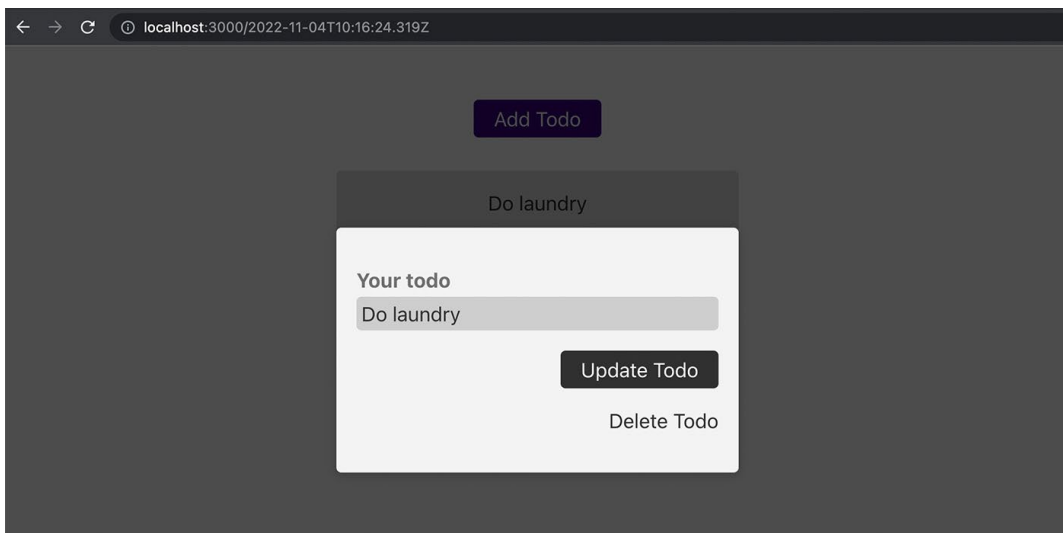 localhost:3000/2022-11-04T10:16:24.319Z
Add Todo
Do laundry
Your todo
Do laundry
Update Todo
Delete Todo